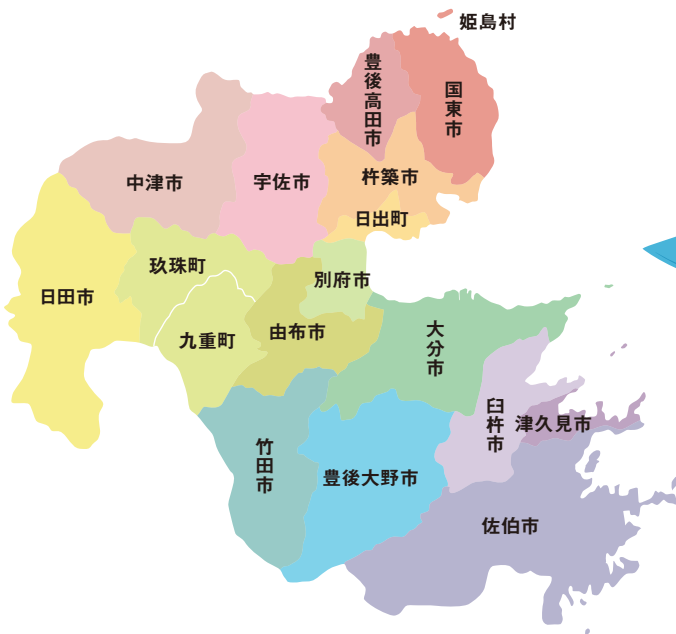 姫島村
豊後高田市
国東市
中津市
宇佐市
杵築市
日出町
玖珠町
別府市
日田市
九重町
由布市
大分市
臼杵市
津久見市
竹田市
豊後大野市
佐伯市